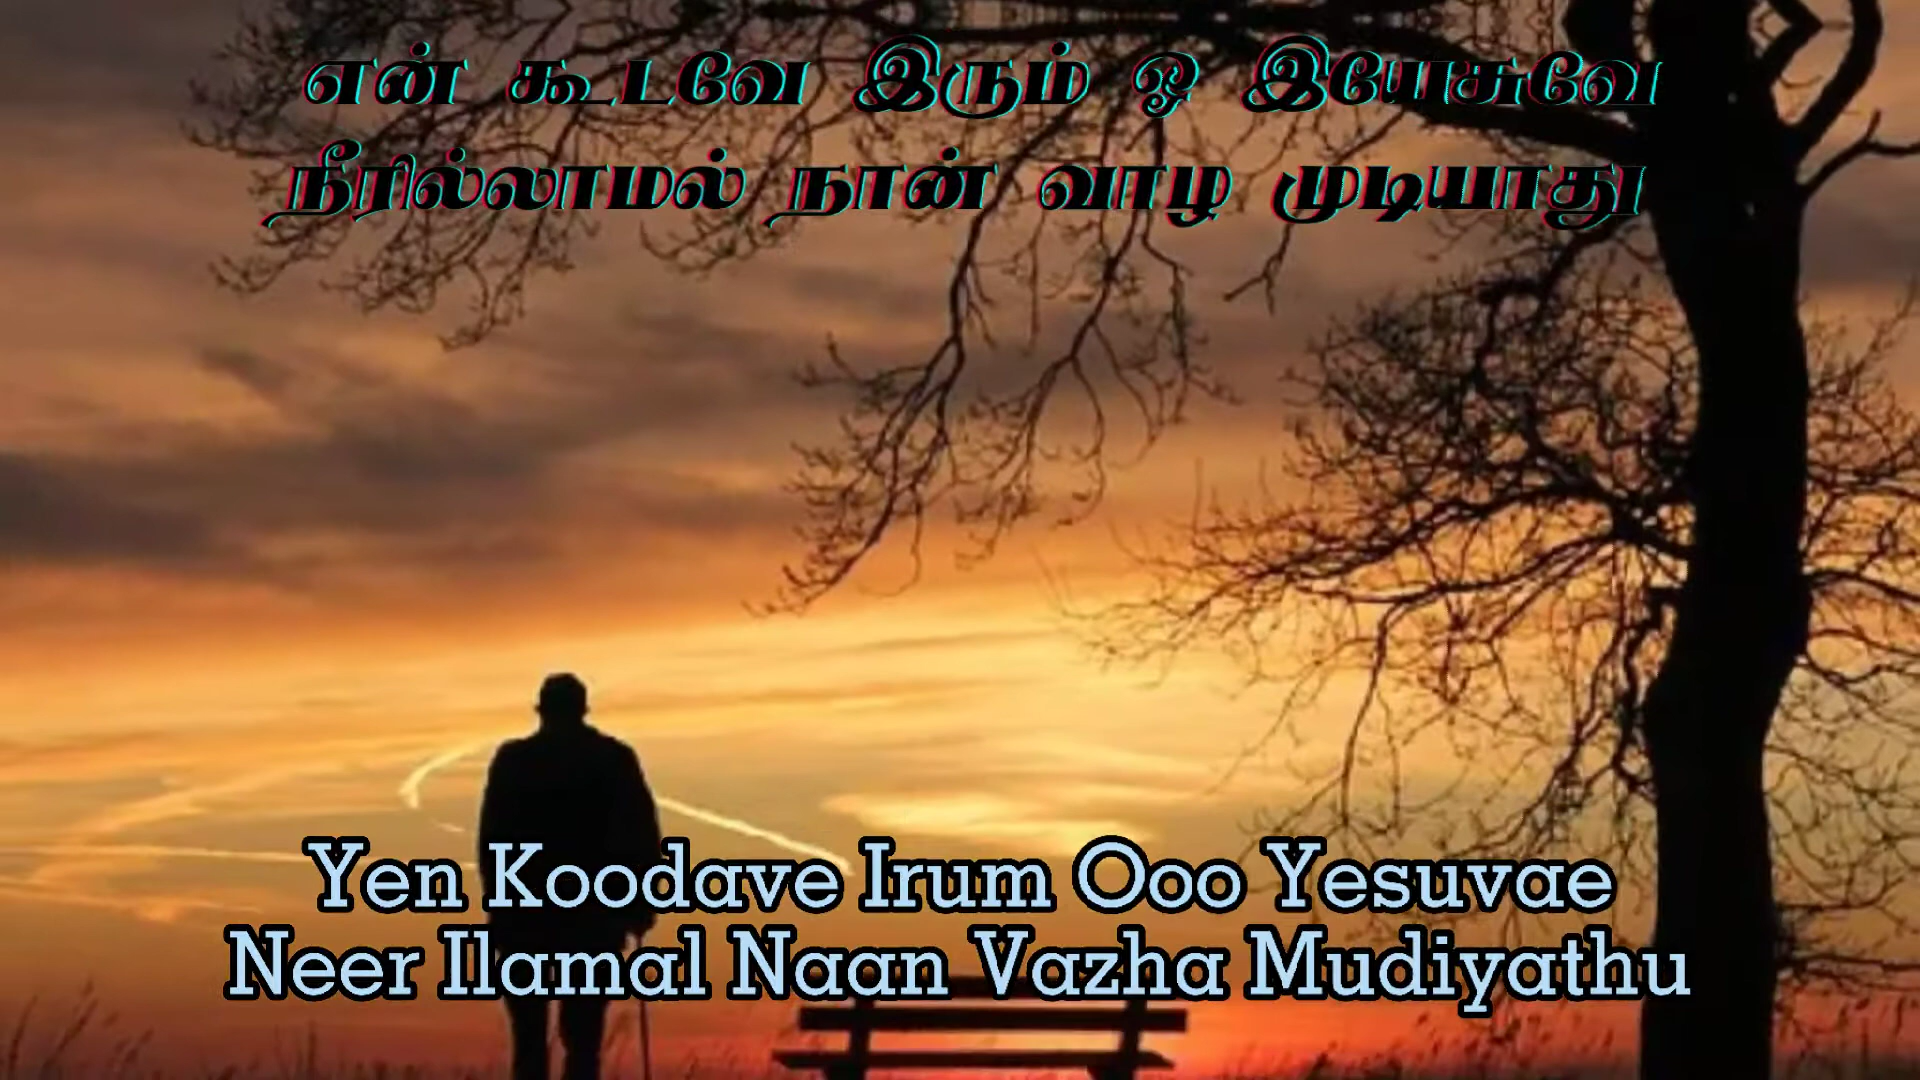 என் கூடவே இரும் ஓ இயேசுவே
நீரில்லாமல் நான் வாழ முடியாது
Yen Koodave Irum Ooo Yesuvae
Neer Ilamal Naan Vazha Mudiyathu